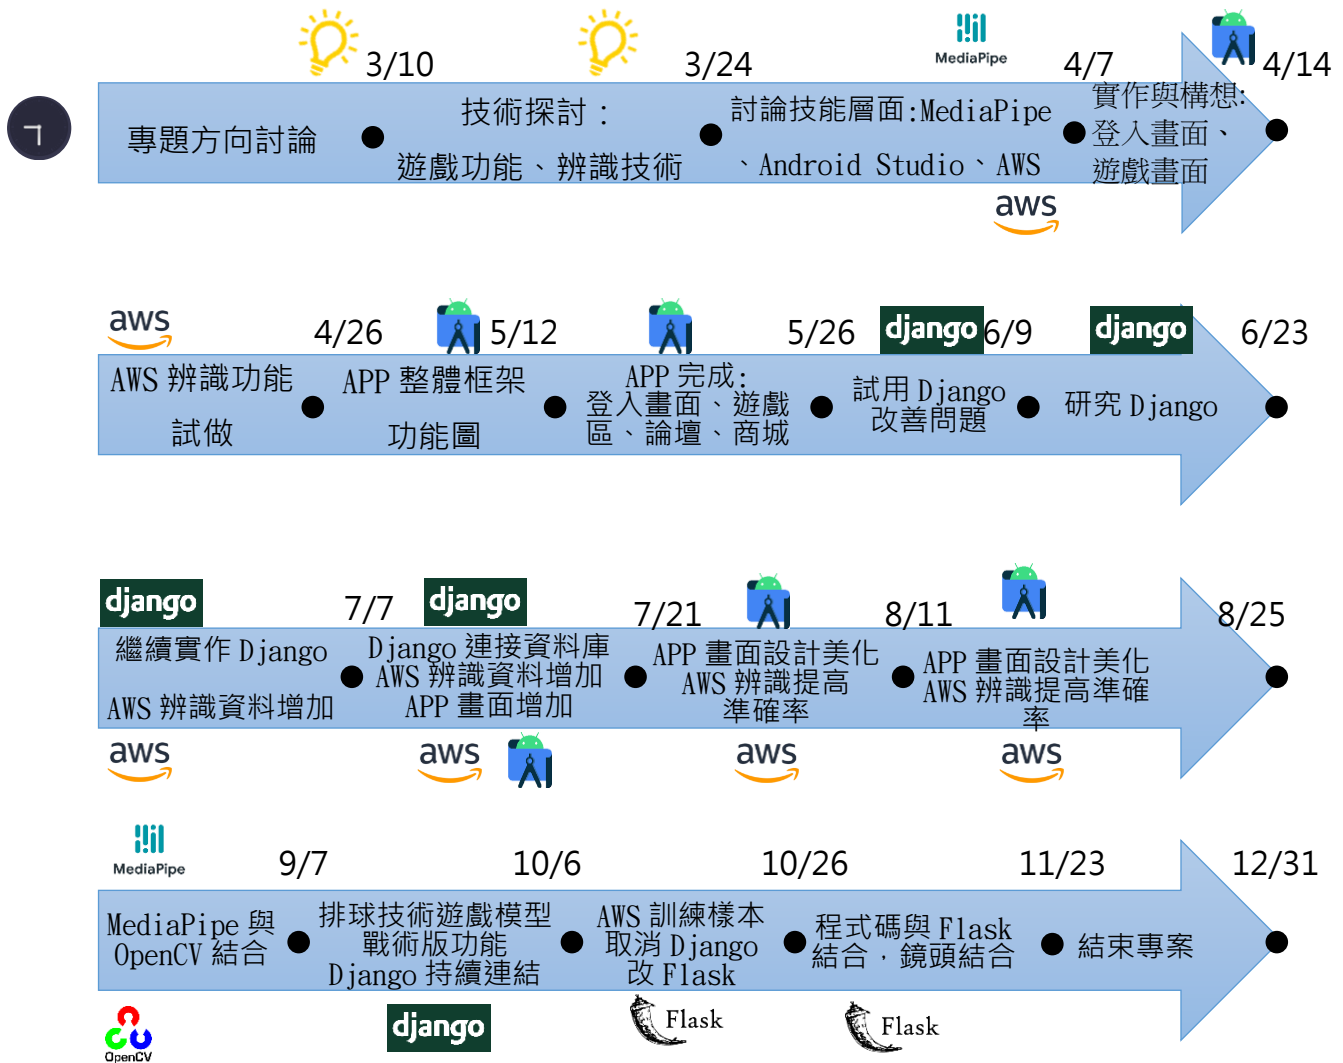 3/10
3/24
MediaPipe
4/7
4/14
專題方向討論
技術探討：
遊戲功能、辨識技術
討論技能層面:MediaPipe
、Android Studio、AWS
實作與構想:
登入畫面、
遊戲畫面
aws
aws
4/26
5/12
5/26
django
6/9
django
6/23
AWS 辨識功能
試做
APP 整體框架
功能圖
APP 完成:
登入畫面、遊戲
區、論壇、商城
試用 Django
改善問題
研究 Django
django
7/7
django
7/21
8/11
8/25
繼續實作 Django
AWS 辨識資料增加
Django 連接資料庫
AWS 辨識資料增加
APP 畫面增加
APP 畫面設計美化
AWS 辨識提高
準確率
APP 畫面設計美化
AWS 辨識提高準確
率
aws
aws
aws
aws
MediaPipe
9/7
10/6
10/26
11/23
12/31
MediaPipe 與
OpenCV 結合
排球技術遊戲模型
戰術版功能
Django 持續連結
AWS 訓練樣本
取消 Django
改 Flask
程式碼與 Flask
結合，鏡頭結合
結束專案
OpenCV
django
Flask
Flask